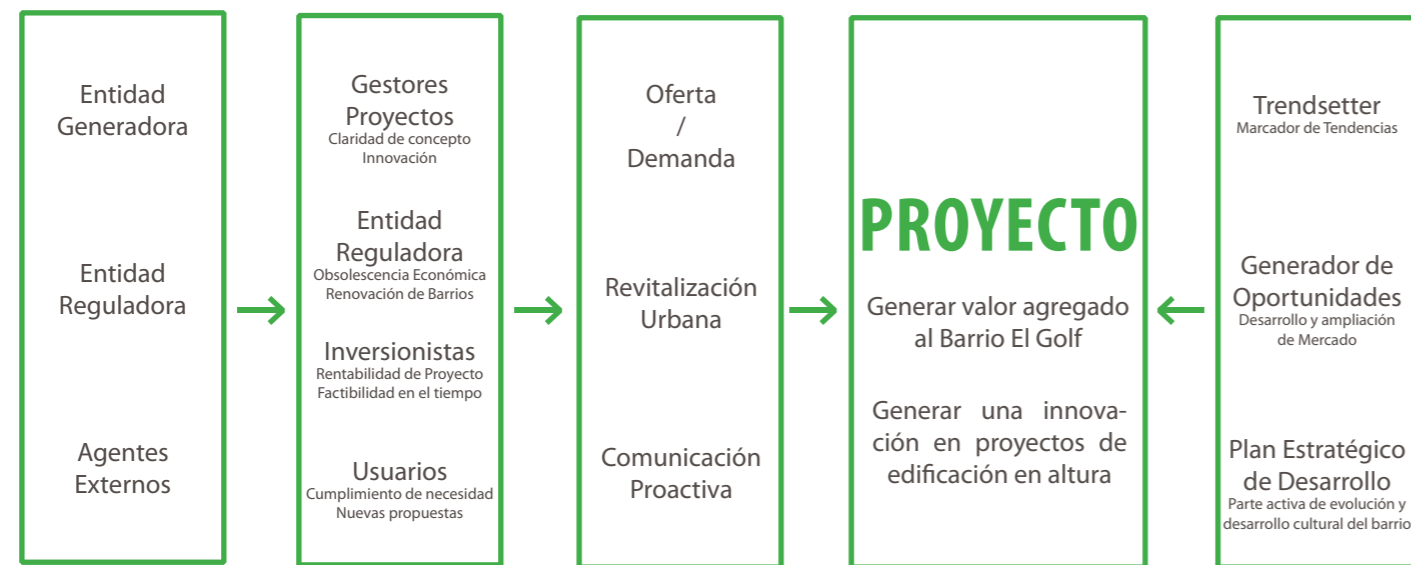 Entidad
Generadora
Entidad
Reguladora
Agentes
Externos
Gestores
Proyectos
Claridad de concepto
Innovación
Entidad
Reguladora
Obsolescencia Económica
Renovación de Barrios
Inversionistas
Rentabilidad de Proyecto
Factibilidad en el tiempo
Usuarios
Cumplimiento de necesidad
Nuevas propuestas
Oferta
/
Demanda
Revitalización
Urbana
Comunicación
Proactiva
PROYECTO
Generar valor agregado
al Barrio El Golf
Generar una innova-
ción en proyectos de
edificación en altura
Trendsetter
Marcador de Tendencias
Generador de
Oportunidades
Desarrollo y ampliación
de Mercado
Plan Estratégico
de Desarrollo
Parte activa de evolución y
desarrollo cultural del barrio